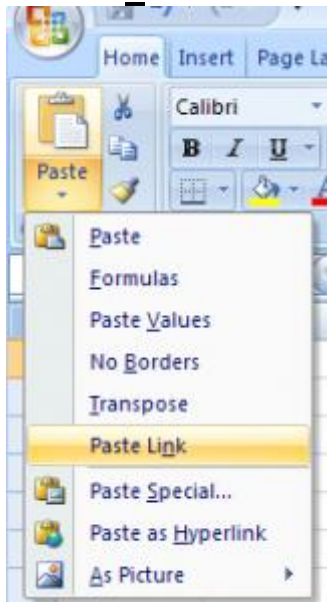 Home Insert Page La
Calibri
B I U
Paste
Paste
Formulas
Paste Values
No Borders
Transpose
Paste Link
Paste Special...
Paste as Hyperlink
As Picture